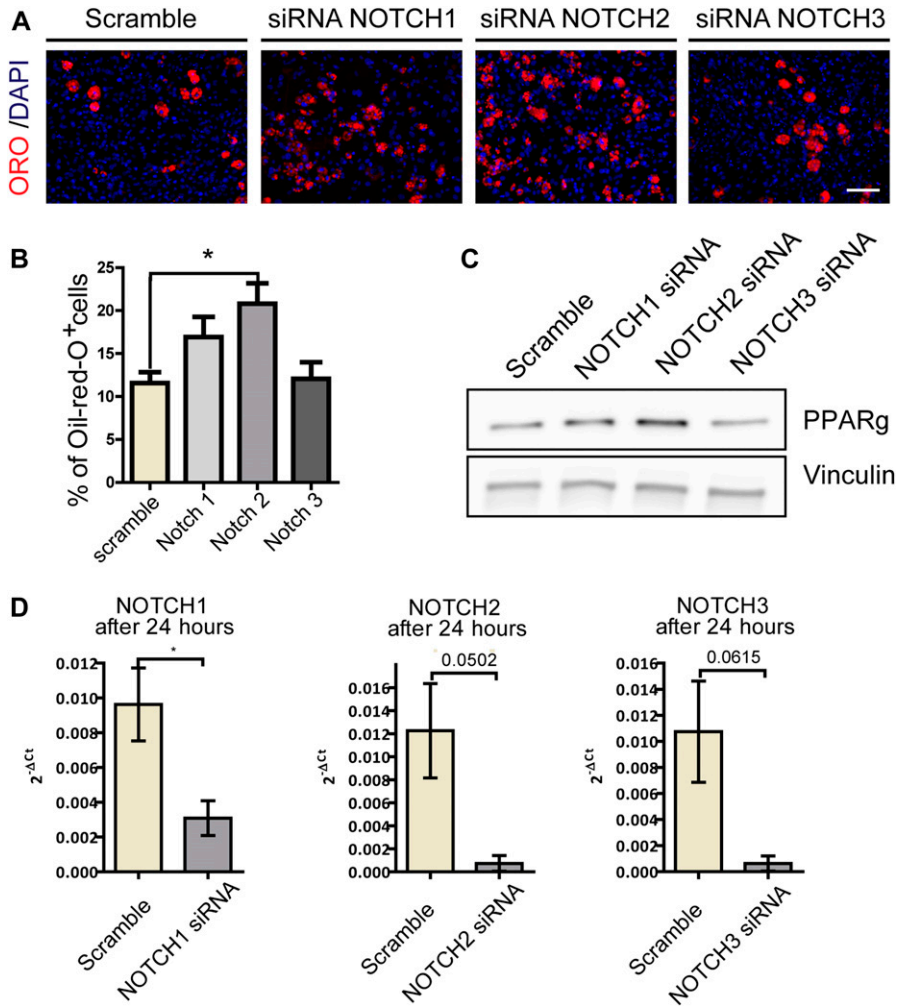 A
Scramble
siRNA NOTCH1
siRNA NOTCH2
siRNA NOTCH3
ORO /DAPI
B
% of Oil-red-O+cells
25
20
15
10
5
0
*
scramble
Notch 1
Notch 2
Notch 3
C
Scramble
NOTCH1 siRNA
NOTCH2 siRNA
NOTCH3 siRNA
PPARg
Vinculin
D
NOTCH1
after 24 hours
*
2-ΔCt
0.012
0.010
0.008
0.006
0.004
0.002
0.000
Scramble
NOTCH1 siRNA
NOTCH2
after 24 hours
0.0502
2-ΔCt
0.016
0.014
0.012
0.010
0.008
0.006
0.004
0.002
0.000
Scramble
NOTCH2 siRNA
NOTCH3
after 24 hours
0.0615
2-ΔCt
0.016
0.014
0.012
0.010
0.008
0.006
0.004
0.002
0.000
Scramble
NOTCH3 siRNA